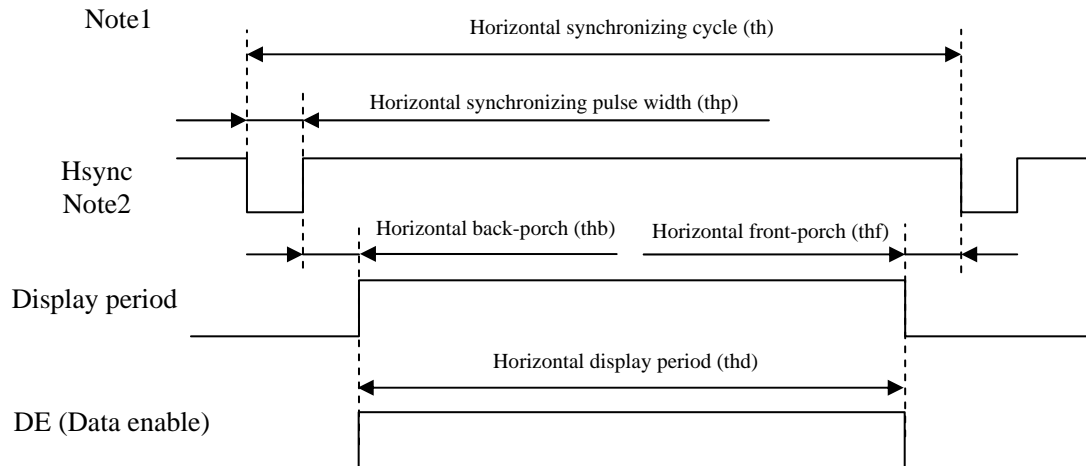 Note1
Horizontal synchronizing cycle (th)
Horizontal synchronizing pulse width (thp)
Hsync
Note2
Horizontal back-porch (thb)
Horizontal front-porch (thf)
Display period
Horizontal display period (thd)
DE (Data enable)